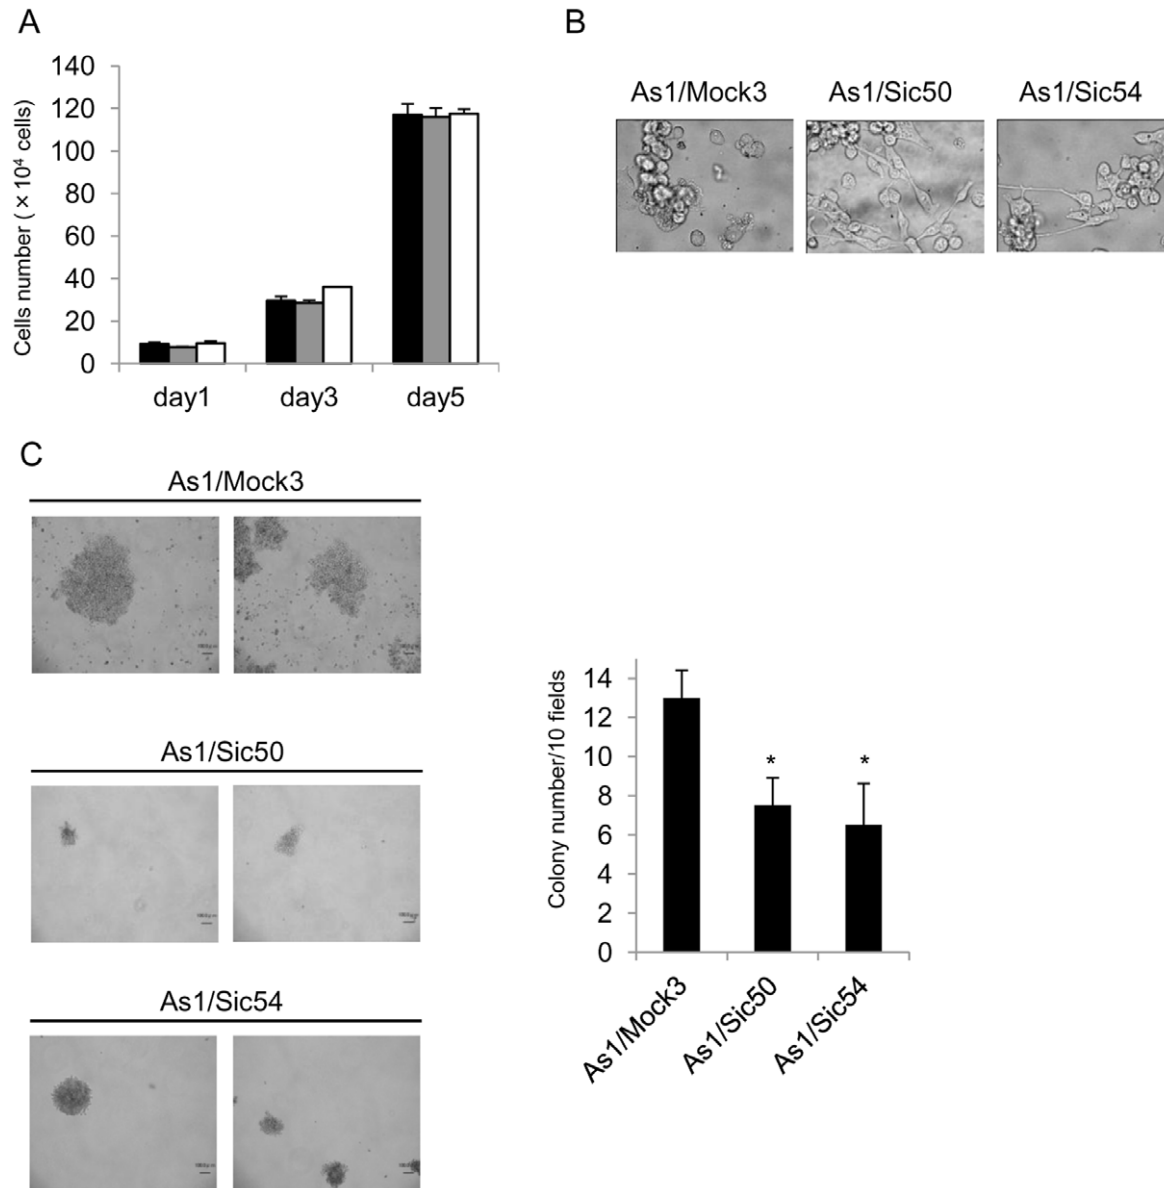 A
B
140
120
100
80
60
40
20
0
Cells number ( × 10⁴ cells)
day1
day3
day5
As1/Mock3
As1/Sic50
As1/Sic54
C
As1/Mock3
As1/Sic50
As1/Sic54
14
12
10
8
6
4
2
0
Colony number/10 fields
*
*
As1/Mock3
As1/Sic50
As1/Sic54